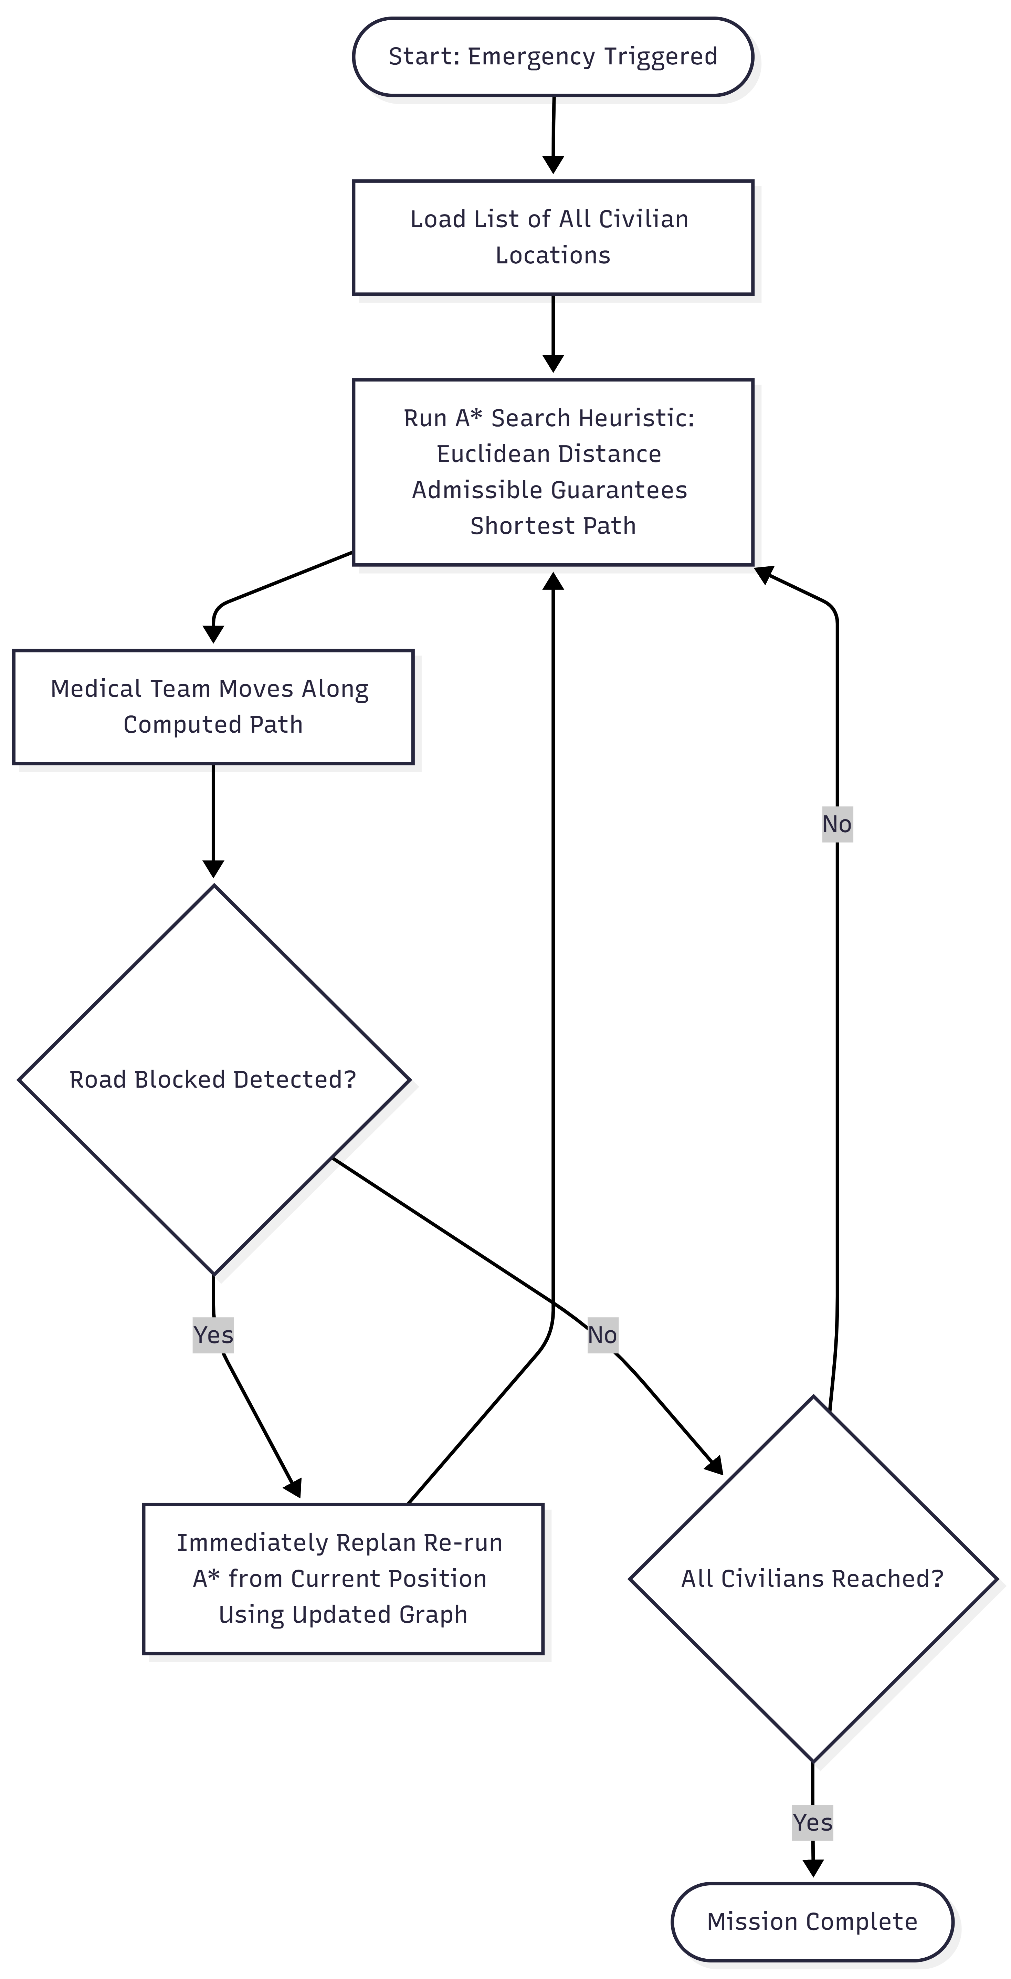 Start: Emergency Triggered
Load List of All Civilian
Locations
Run A* Search Heuristic:
Euclidean Distance
Admissible Guarantees
Shortest Path
Medical Team Moves Along
Computed Path
No
Road Blocked Detected?
Yes
No
Immediately Replan Re-run
A* from Current Position
Using Updated Graph
All Civilians Reached?
Yes
Mission Complete